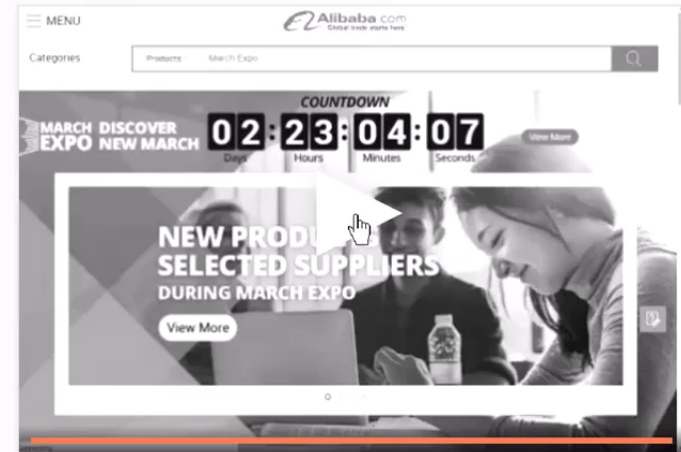 MENU
Alibaba.com
Global trade starts here.
Categories
Products
March Expo
COUNTDOWN
MARCH EXPO
DISCOVER NEW MARCH
02:23:04:07
Days Hours Minutes Seconds
View More
NEW PRODU
SELECTED SUPPLIERS
DURING MARCH EXPO
View More